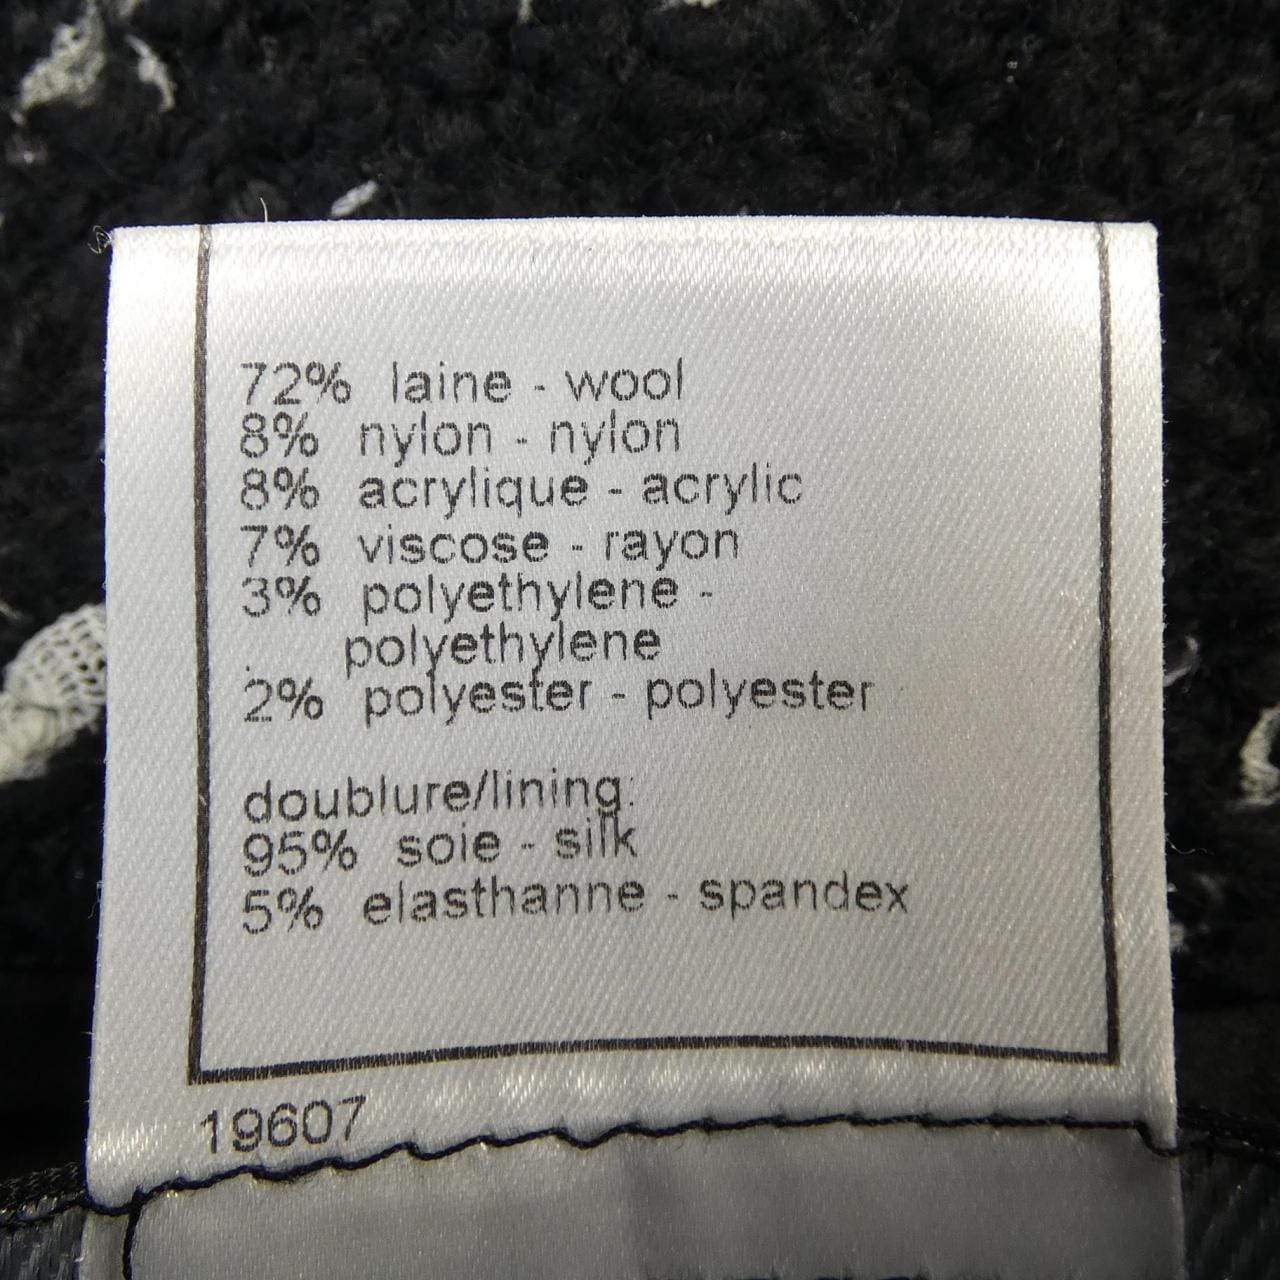 72% laine - wool
8% nylon - nylon
8% acrylique - acrylic
7% viscose - rayon
3% polyethylene -
polyethylene
2% polyester - polyester
doublure/lining:
95% soie - silk
5% elasthanne - spandex
19607